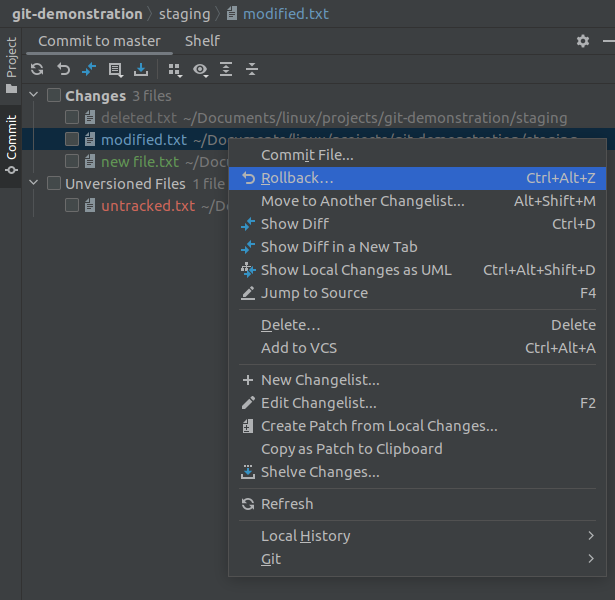 git-demonstration staging modified.txt
Project
Commit
Commit to master Shelf
Changes 3 files
deleted.txt ~/Documents/linux/projects/git-demonstration/staging
modified.txt ~/Documents/linux/projects/git-demonstration/staging
new file.txt ~/Docu
Unversioned Files 1 file
untracked.txt ~/D
Commit File...
Rollback... Ctrl+Alt+Z
Move to Another Changelist... Alt+Shift+M
Show Diff Ctrl+D
Show Diff in a New Tab
Show Local Changes as UML Ctrl+Alt+Shift+D
Jump to Source F4
Delete... Delete
Add to VCS Ctrl+Alt+A
New Changelist...
Edit Changelist... F2
Create Patch from Local Changes...
Copy as Patch to Clipboard
Shelve Changes...
Refresh
Local History
Git